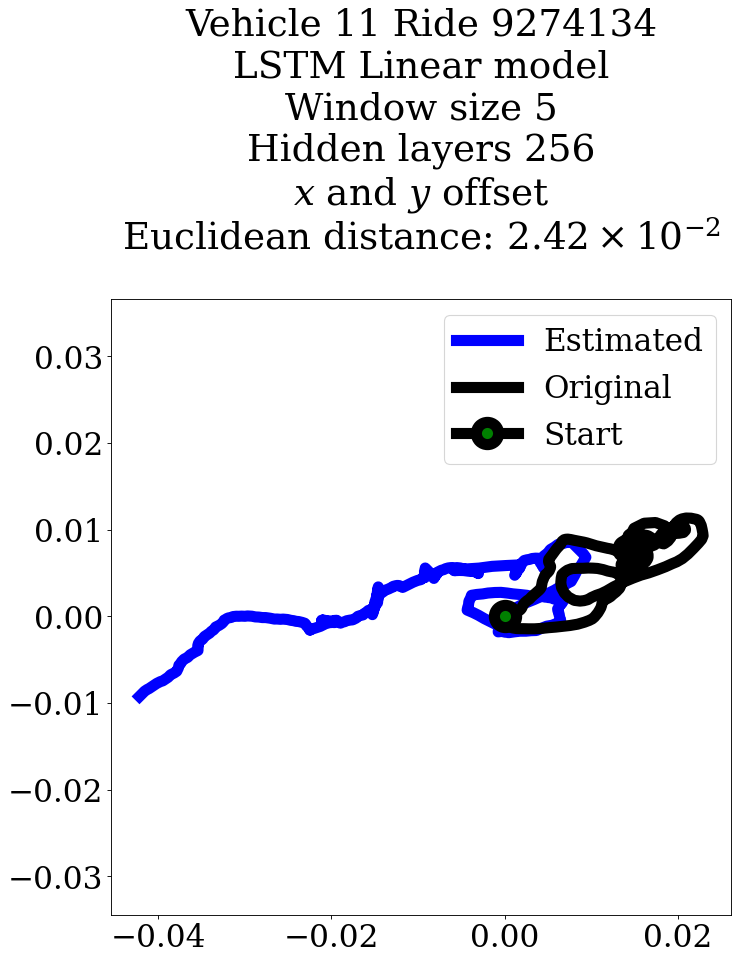 Vehicle 11 Ride 9274134
LSTM Linear model
Window size 5
Hidden layers 256
x and y offset
Euclidean distance: 2.42 × 10⁻²
Estimated
Original
Start
0.03
0.02
0.01
0.00
−0.01
−0.02
−0.03
−0.04
−0.02
0.00
0.02